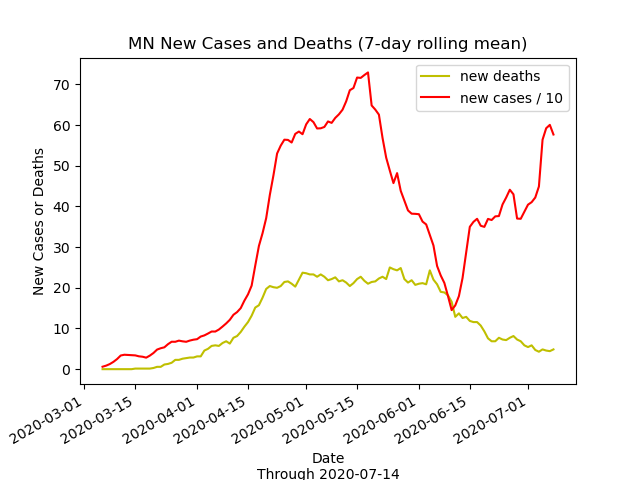 MN New Cases and Deaths (7-day rolling mean)
new deaths
new cases / 10
70
60
50
40
30
20
10
0
New Cases or Deaths
2020-03-01
2020-03-15
2020-04-01
2020-04-15
2020-05-01
2020-05-15
2020-06-01
2020-06-15
2020-07-01
Date
Through 2020-07-14